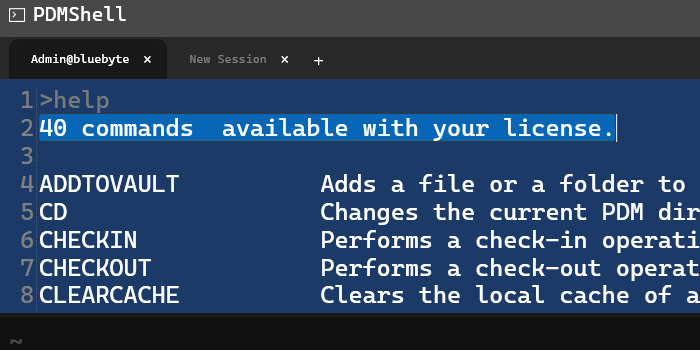 PDMShell
Admin@bluebyte × New Session × +
1 >help
2 40 commands  available with your license.
3
4 ADDTOVAULT Adds a file or a folder to
5 CD Changes the current PDM dir
6 CHECKIN Performs a check-in operati
7 CHECKOUT Performs a check-out operat
8 CLEARCACHE Clears the local cache of a
~